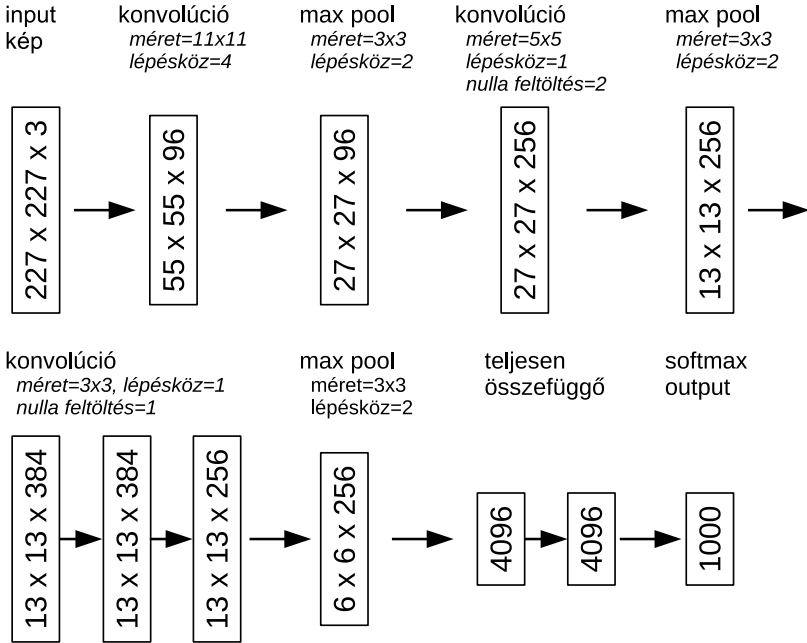 input
kép
konvolúció
méret=11x11
lépésköz=4
max pool
méret=3x3
lépésköz=2
konvolúció
méret=5x5
lépésköz=1
nulla feltöltés=2
max pool
méret=3x3
lépésköz=2
227 x 227 x 3
55 x 55 x 96
27 x 27 x 96
27 x 27 x 256
13 x 13 x 256
konvolúció
méret=3x3, lépésköz=1
nulla feltöltés=1
max pool
méret=3x3
lépésköz=2
teljesen
összefüggő
softmax
output
13 x 13 x 384
13 x 13 x 384
13 x 13 x 256
6 x 6 x 256
4096
4096
1000